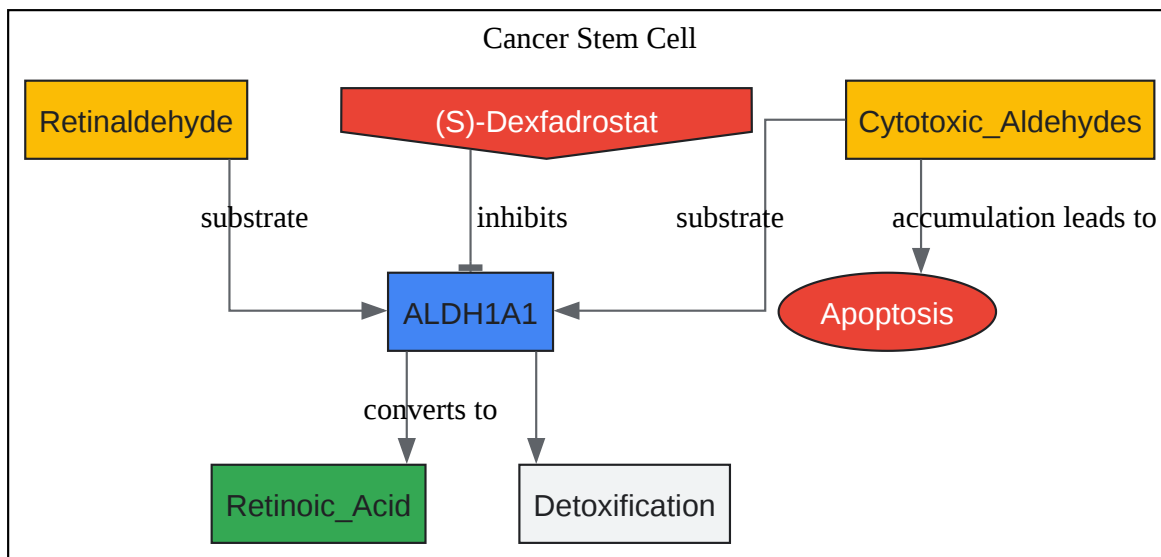 Cancer Stem Cell
Retinaldehyde
(S)-Dexfadrostat
Cytotoxic_Aldehydes
substrate
inhibits
substrate
accumulation leads to
ALDH1A1
Apoptosis
converts to
Retinoic_Acid
Detoxification